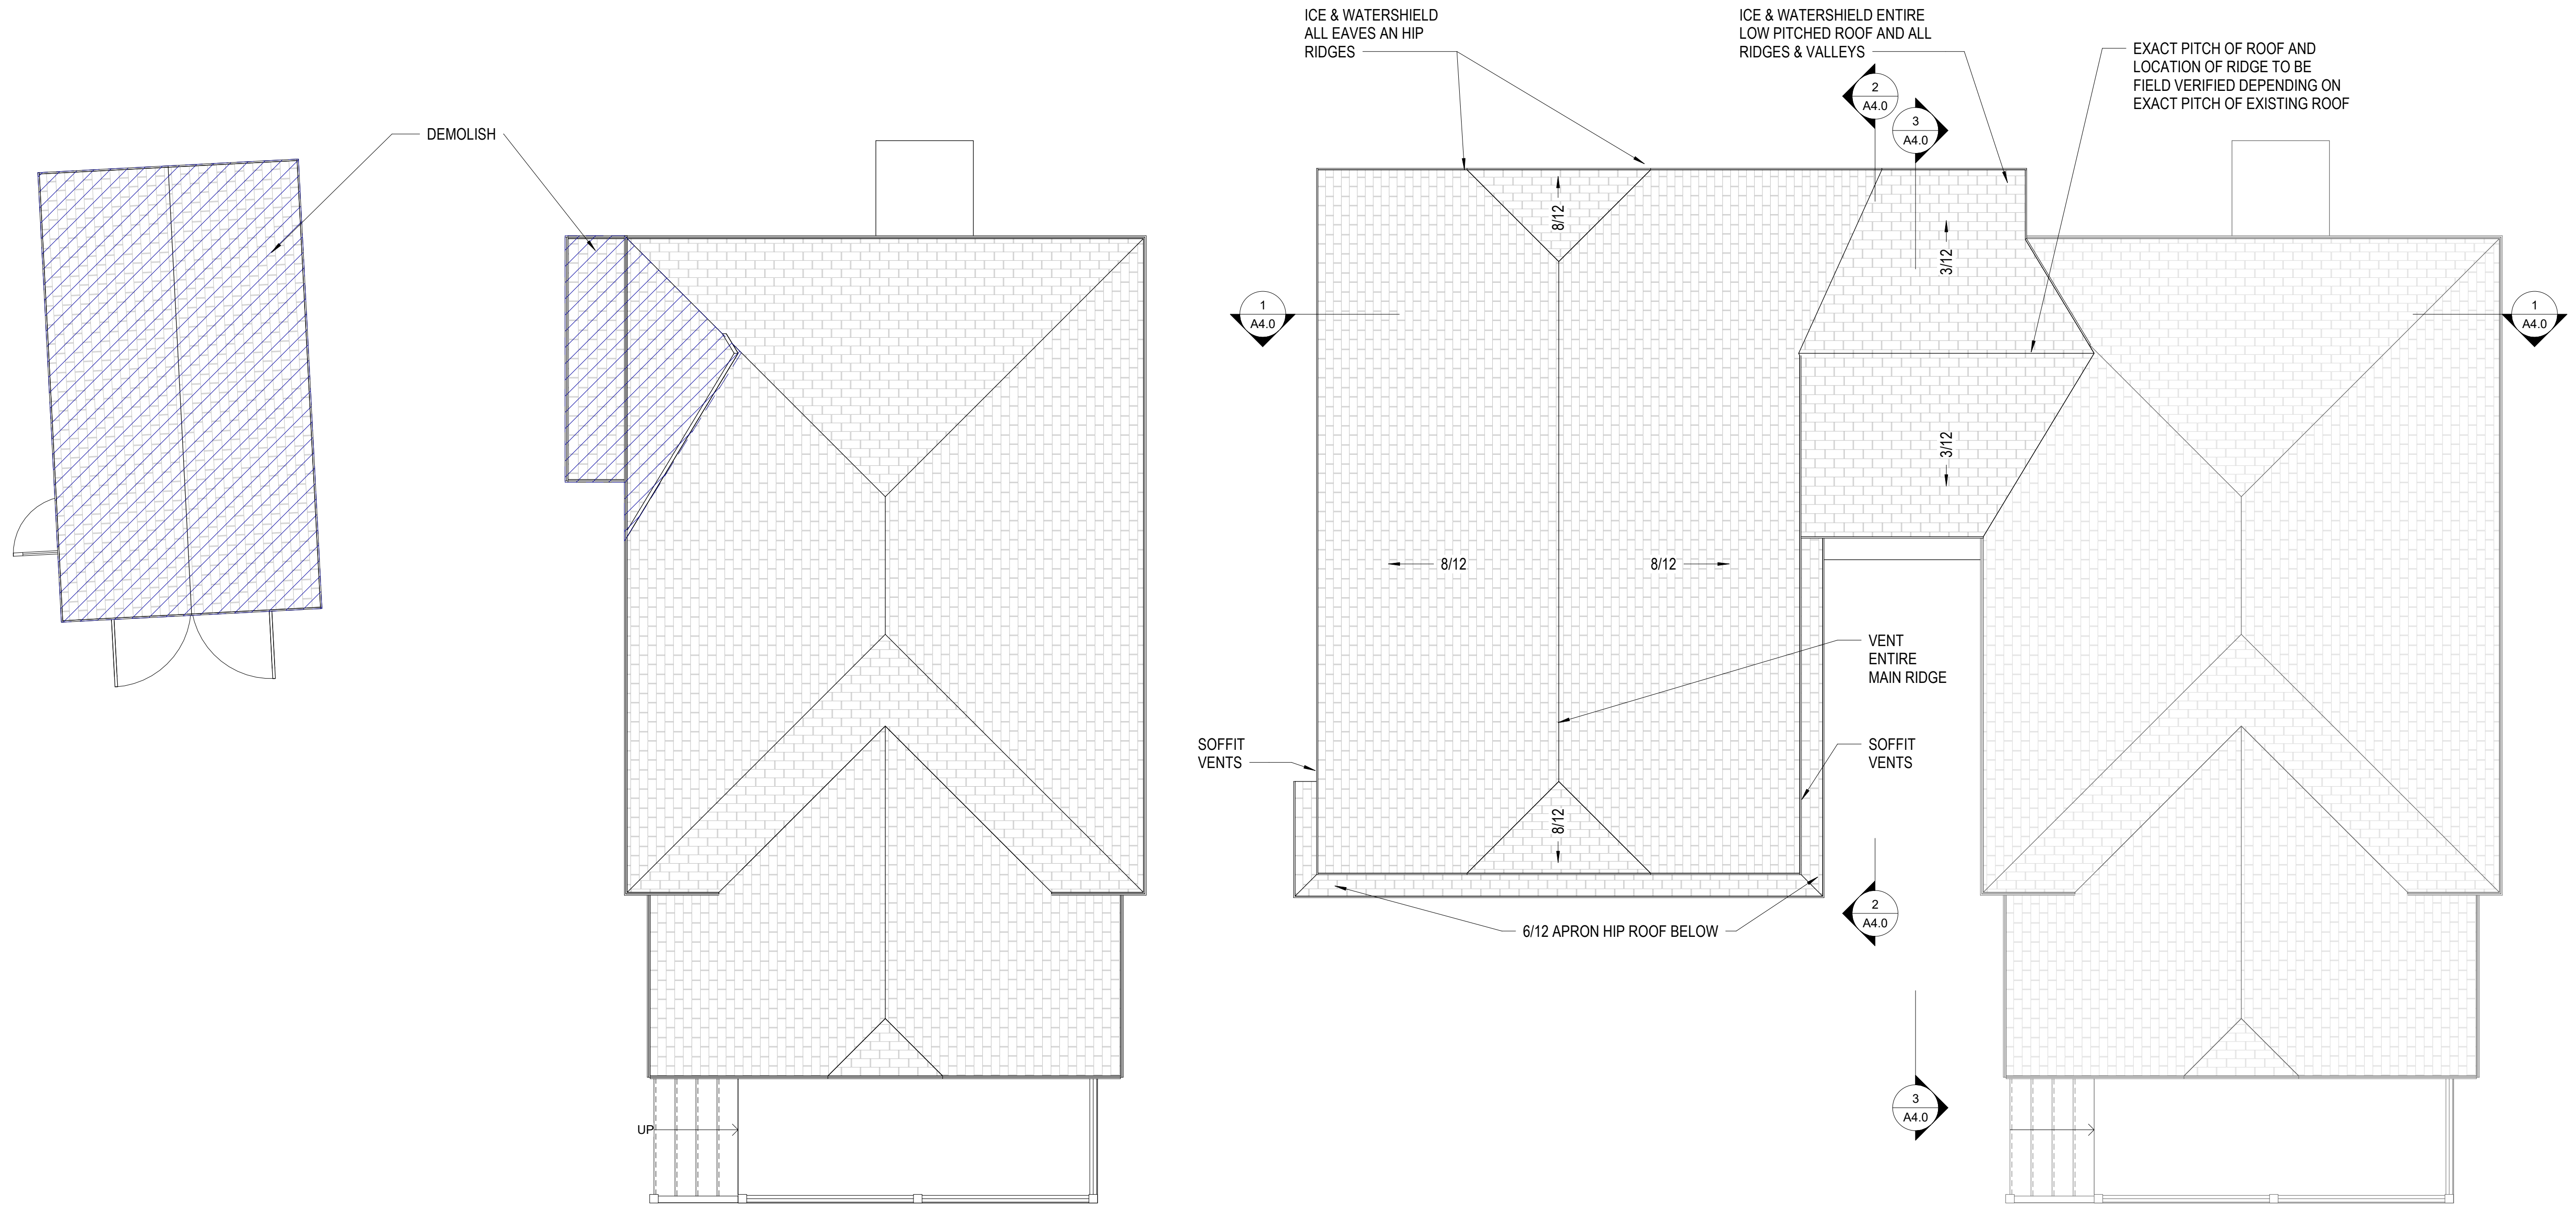 ICE & WATERSHIELD
ALL EAVES AN HIP
RIDGES
ICE & WATERSHIELD ENTIRE
LOW PITCHED ROOF AND ALL
RIDGES & VALLEYS
EXACT PITCH OF ROOF AND
LOCATION OF RIDGE TO BE
FIELD VERIFIED DEPENDING ON
EXACT PITCH OF EXISTING ROOF
2
A4.0
3
A4.0
DEMOLISH
8/12
3/12
1
A4.0
1
A4.0
3/12
8/12
8/12
VENT
ENTIRE
MAIN RIDGE
SOFFIT
VENTS
SOFFIT
VENTS
8/12
2
A4.0
6/12 APRON HIP ROOF BELOW
3
A4.0
UP